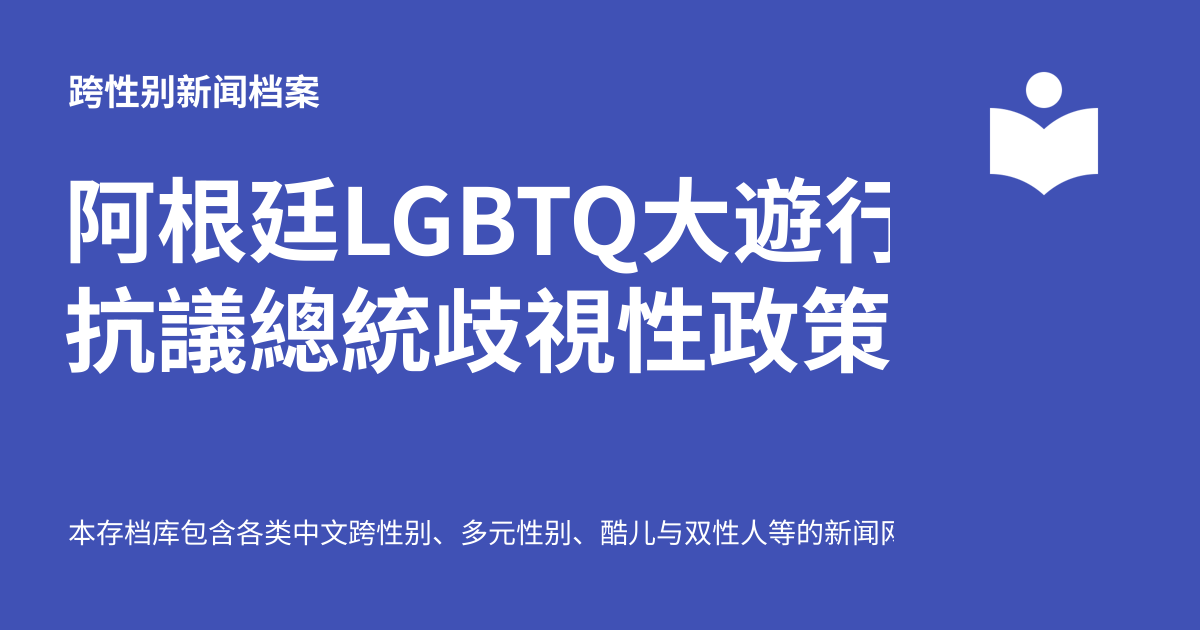 跨性别新闻档案
阿根廷LGBTQ大遊行
抗議總統歧視性政策
本存档库包含各类中文跨性别、多元性别、酷儿与双性人等的新闻网